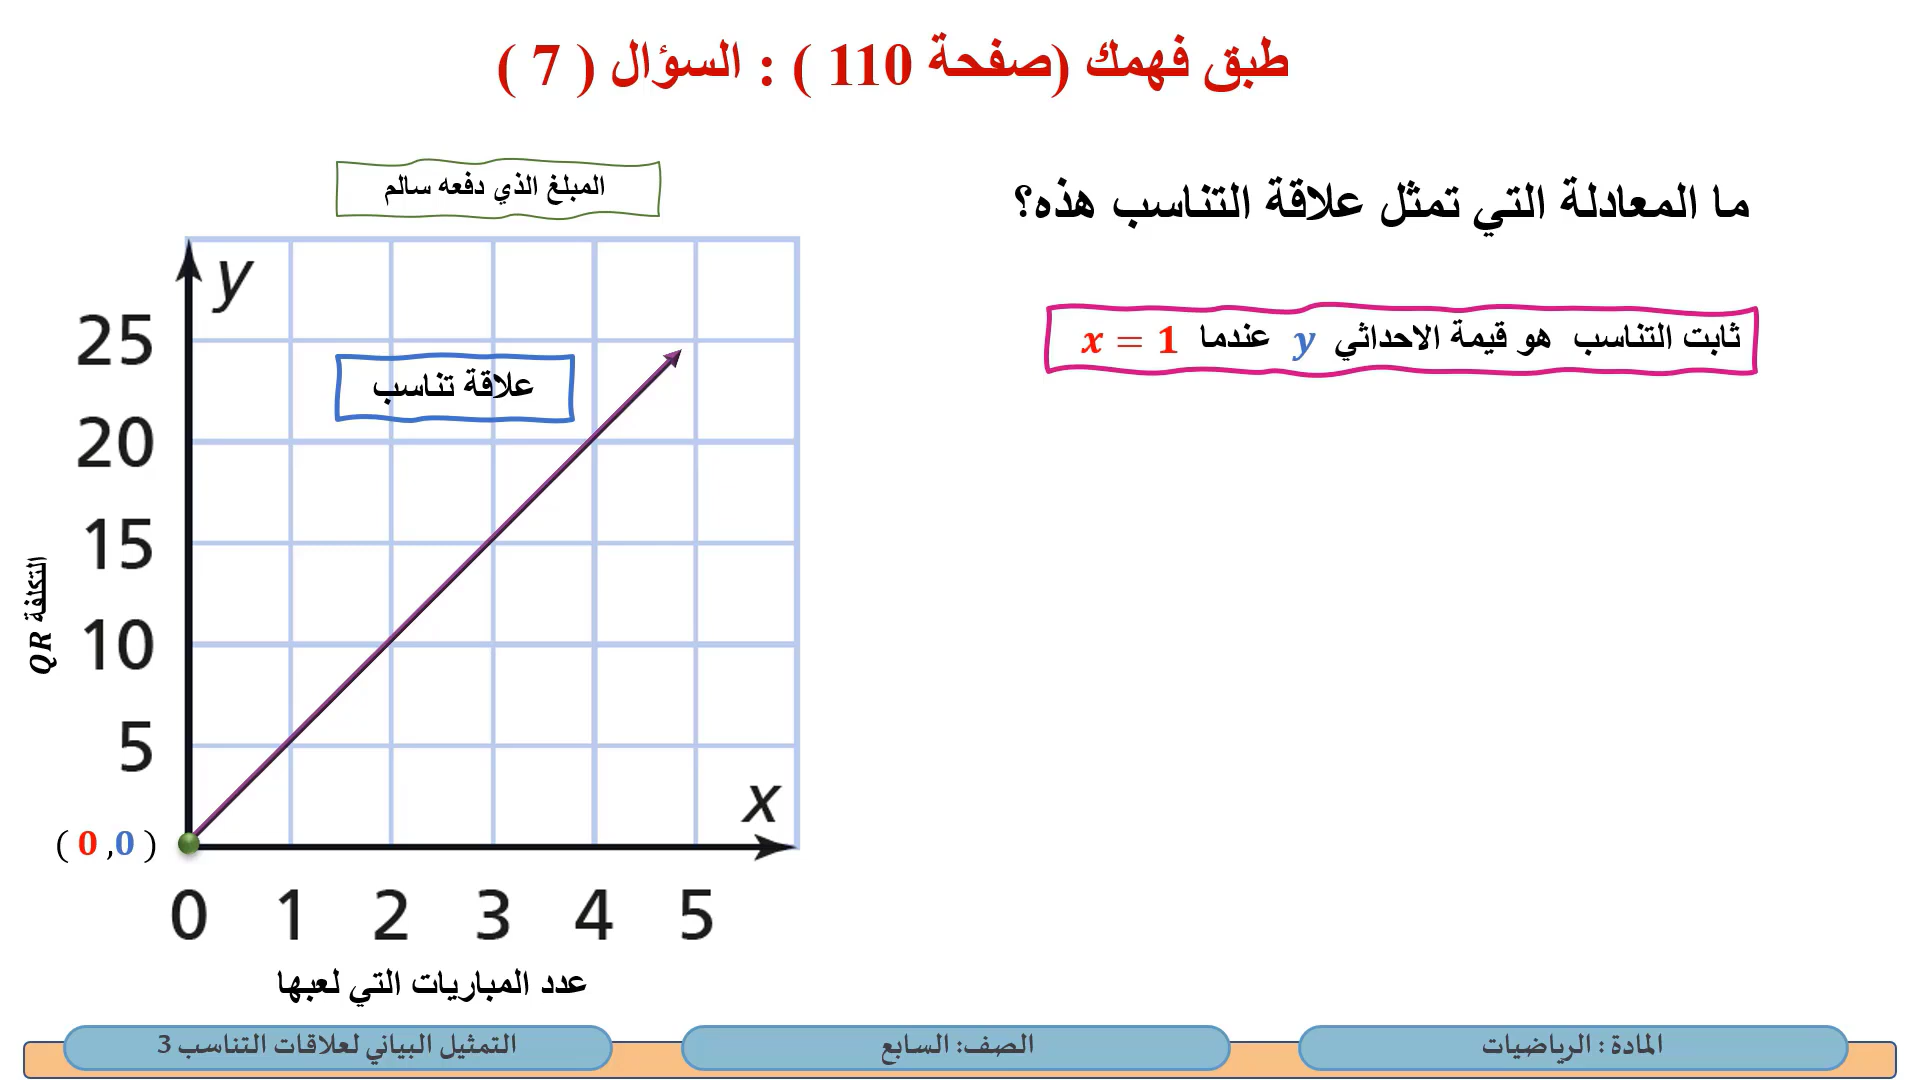 طبق فهمك (صفحة 110 ) : السؤال ( 7 )
ما المعادلة التي تمثل علاقة التناسب هذه؟
ثابت التناسب هو قيمة الاحداثي y عندما x = 1
المبلغ الذي دفعه سالم
y
25
علاقة تناسب
20
15
10
5
التكلفة QR
x
( 0 ,0 )
0 1 2 3 4 5
عدد المباريات التي لعبها
المادة : الرياضيات
الصف: السابع
التمثيل البياني لعلاقات التناسب 3